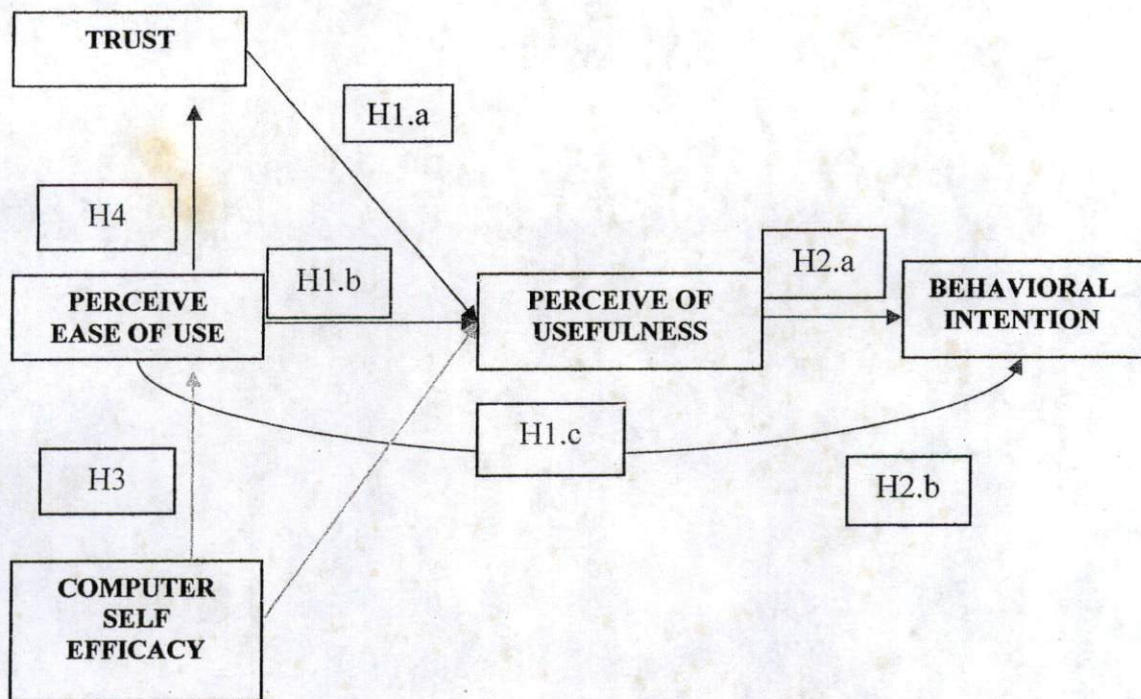 TRUST
H1.a
H4
H1.b
H2.a
PERCEIVE
EASE OF USE
PERCEIVE OF
USEFULNESS
BEHAVIORAL
INTENTION
H1.c
H3
H2.b
COMPUTER
SELF
EFFICACY